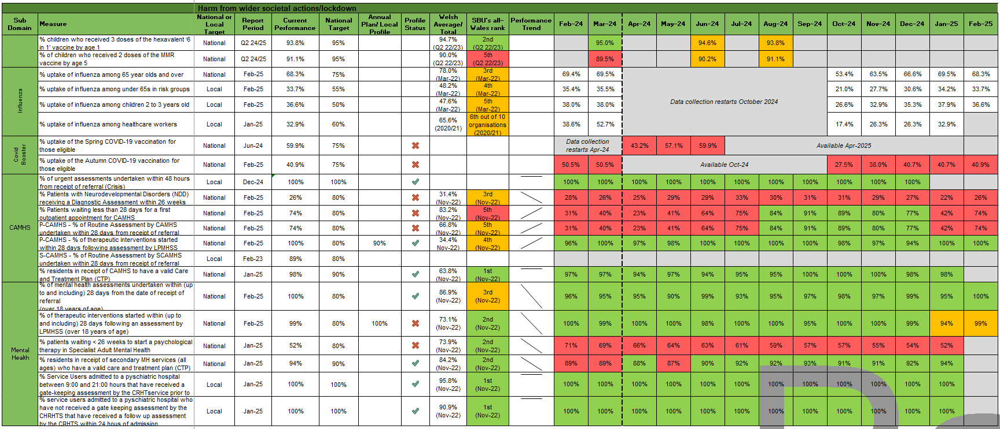 Harm from wider societal actions/lockdown
Sub Domain Measure National or Local Target Report Period Current Performance National Target Annual Plan/ Local Profile Profile Status Welsh Average/ Total SBU's all-Wales rank Performance Trend Feb-24 Mar-24 Apr-24 May-24 Jun-24 Jul-24 Aug-24 Sep-24 Oct-24 Nov-24 Dec-24 Jan-25 Feb-25
% children who received 3 doses of the hexavalent '6 in 1' vaccine by age 1 National Q2 24/25 93.8% 95% 94.7% (Q2 22/23) 2nd (Q2 22/23) 95.0% 94.6% 93.8%
% of children who received 2 doses of the MMR vaccine by age 5 National Q2 24/25 91.1% 95% 90.0% (Q2 22/23) 5th (Q2 22/23) 89.5% 90.2% 91.1%
Influenza
% uptake of influenza among 65 year olds and over National Feb-25 68.3% 75% 78.0% (Mar-22) 3rd (Mar-22) 69.4% 69.5% 53.4% 63.5% 66.6% 69.5% 68.3%
% uptake of influenza among under 65s in risk groups Local Feb-25 33.7% 55% 48.2% (Mar-22) 4th (Mar-22) 35.4% 35.5% 21.0% 27.7% 30.6% 34.2% 33.7%
Data collection restarts October 2024
% uptake of influenza among children 2 to 3 years old Local Feb-25 36.6% 50% 47.6% (Mar-22) 5th (Mar-22) 38.0% 38.0% 26.6% 32.9% 35.3% 37.9% 36.6%
% uptake of influenza among healthcare workers Local Jan-25 32.9% 60% 65.6% (2020/21) 6th out of 10 organisations (2020/21) 38.6% 52.7% 17.4% 26.3% 26.3% 32.9%
Covid Booster
% uptake of the Spring COVID-19 vaccination for those eligible National Jun-24 59.9% 75% Data collection restarts Apr-24 43.2% 57.1% 59.9% Available Apr-2025
% uptake of the Autumn COVID-19 vaccination for those eligible National Feb-25 40.9% 75% 50.5% 50.5% Available Oct-24 27.5% 38.0% 40.7% 40.7% 40.9%
CAMHS
% of urgent assessments undertaken within 48 hours from receipt of referral (Crisis) Local Dec-24 100% 100% 100% 100% 100% 100% 100% 100% 100% 100% 100% 100% 100%
% Patients with Neurodevelopmental Disorders (NDD) receiving a Diagnostic Assessment within 26 weeks National Feb-25 26% 80% 31.4% (Nov-22) 3rd (Nov-22) 28% 26% 25% 29% 29% 33% 30% 31% 31% 29% 27% 22% 26%
% Patients waiting less than 28 days for a first outpatient appointment for CAMHS National Feb-25 74% 80% 83.2% (Nov-22) 5th (Nov-22) 31% 40% 23% 41% 64% 75% 84% 91% 89% 80% 77% 42% 74%
P-CAMHS - % of Routine Assessment by CAMHS undertaken within 28 days from receipt of referral National Feb-25 74% 80% 66.8% (Nov-22) 5th (Nov-22) 31% 40% 23% 41% 64% 75% 84% 91% 89% 80% 77% 42% 74%
P-CAMHS - % of therapeutic interventions started within 28 days following assessment by LPMHSS National Feb-25 100% 80% 90% 34.4% Nov-22) 4th (Nov-22) 96% 100% 97% 98% 100% 100% 100% 100% 98% 97% 94% 100% 100%
S-CAMHS - % of Routine Assessment by SCAMHS undertaken within 28 days from receipt of referral Local Feb-23 89% 80%
% residents in receipt of CAMHS to have a valid Care and Treatment Plan (CTP) National Jan-25 98% 90% 63.8% (Nov-22) 1st (Nov-22) 97% 97% 94% 97% 94% 95% 95% 100% 100% 100% 98% 98%
Mental Health
% of mental health assessments undertaken within (up to and including) 28 days from the date of receipt of referral (over 18 years of age) National Feb-25 100% 80% 86.9% (Nov-22) 3rd (Nov-22) 96% 95% 95% 90% 99% 93% 95% 97% 98% 97% 99% 95% 100%
% of therapeutic interventions started within (up to and including) 28 days following an assessment by LPMHSS (over 18 years of age) National Feb-25 99% 80% 100% 73.1% (Nov-22) 2nd (Nov-22) 100% 99% 100% 100% 98% 100% 100% 95% 100% 100% 99% 94% 99%
% patients waiting < 26 weeks to start a psychological therapy in Specialist Adult Mental Health National Jan-25 52% 80% 73.9% (Nov-22) 2nd (Nov-22) 71% 69% 66% 64% 63% 61% 59% 57% 57% 55% 54% 52%
% residents in receipt of secondary MH services (all ages) who have a valid care and treatment plan (CTP) National Jan-25 94% 90% 84.2% (Nov-22) 2nd (Nov-22) 89% 89% 88% 87% 90% 92% 92% 93% 91% 91% 92% 94%
% Service Users admitted to a pyschiatric hospital between 9:00 and 21:00 hours that have received a gate-keeping assessment by the CRHTservice prior to Local Jan-25 100% 100% 95.8% (Nov-22) 1st (Nov-22) 100% 100% 100% 100% 100% 100% 100% 100% 100% 100% 100% 100%
% service users admitted to a pyschiatric hospital who have not received a gate keeping assessment by the CHRHTS that have received a follow up assessment by the CRHTS within 24 hous of admission Local Jan-25 100% 100% 90.9% (Nov-22) 1st (Nov-22) 100% 100% 100% 100% 100% 100% 100% 100% 100% 100% 100% 100%